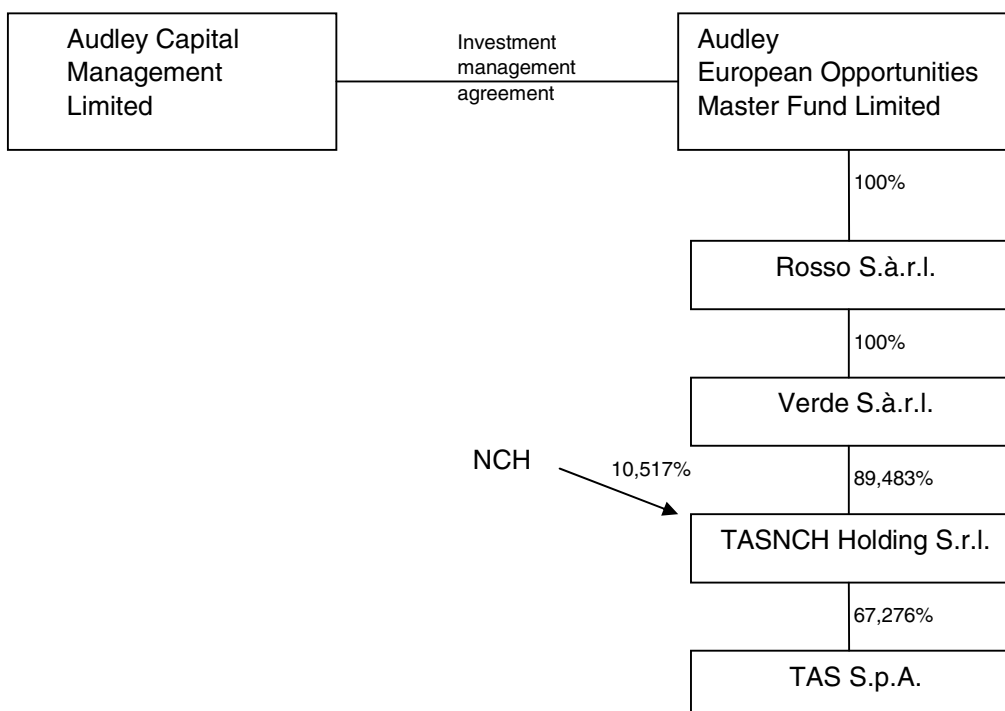 Audley Capital
Management
Limited
Investment
management
agreement
Audley
European Opportunities
Master Fund Limited
100%
Rosso S.à.r.l.
100%
Verde S.à.r.l.
NCH
10,517%
89,483%
TASNCH Holding S.r.l.
67,276%
TAS S.p.A.